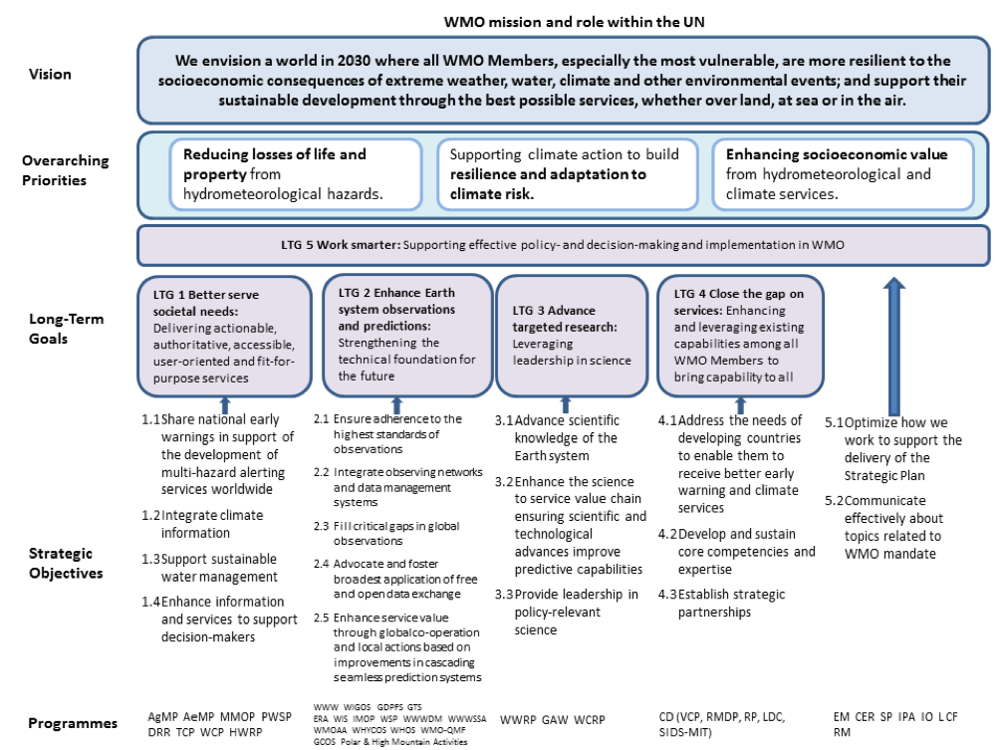 WMO mission and role within the UN
Vision
We envision a world in 2030 where all WMO Members, especially the most vulnerable, are more resilient to the
socioeconomic consequences of extreme weather, water, climate and other environmental events; and support their
sustainable development through the best possible services, whether over land, at sea or in the air.
Overarching
Priorities
Reducing losses of life and
property from
hydrometeorological hazards.
Supporting climate action to build
resilience and adaptation to
climate risk.
Enhancing socioeconomic value
from hydrometeorological and
climate services.
LTG 5 Work smarter: Supporting effective policy- and decision-making and implementation in WMO
Long-Term
Goals
LTG 1 Better serve
societal needs:
Delivering actionable,
authoritative, accessible,
user-oriented and fit-for-
purpose services
LTG 2 Enhance Earth
system observations
and predictions:
Strengthening the
technical foundation for
the future
LTG 3 Advance
targeted research:
Leveraging
leadership in science
LTG 4 Close the gap on
services: Enhancing
and leveraging existing
capabilities among all
WMO Members to
bring capability to all
Strategic
Objectives
1.1 Share national early
warnings in support of
the development of
multi-hazard alerting
services worldwide
1.2 Integrate climate
information
1.3 Support sustainable
water management
1.4 Enhance information
and services to support
decision-makers
2.1 Ensure adherence to the
highest standards of
observations
2.2 Integrate observing networks
and data management
systems
2.3 Fill critical gaps in global
observations
2.4 Advocate and foster
broadest application of free
and open data exchange
2.5 Enhance service value
through global co-operation
and local actions based on
improvements in cascading
seamless prediction systems
3.1 Advance scientific
knowledge of the
Earth system
3.2 Enhance the science
to service value chain
ensuring scientific and
technological
advances improve
predictive capabilities
3.3 Provide leadership in
policy-relevant
science
4.1 Address the needs of
developing countries
to enable them to
receive better early
warning and climate
services
4.2 Develop and sustain
core competencies and
expertise
4.3 Establish strategic
partnerships
5.1 Optimize how we
work to support the
delivery of the
Strategic Plan
5.2 Communicate
effectively about
topics related to
WMO mandate
Programmes
AgMP AeMP MMOP PWSP
DRR TCP WCP HWRP
WWW WIGOS GDPFS GTS
ERA WIS IMOP WSP WWWDM WWWSSA
WMOAA WHYCOS WHOS WMO-QMF
GCOS Polar & High Mountain Activities
WWRP GAW WCRP
CD (VCP, RMDP, RP, LDC,
SIDS-MIT)
EM CER SP IPA IO LCF
RM